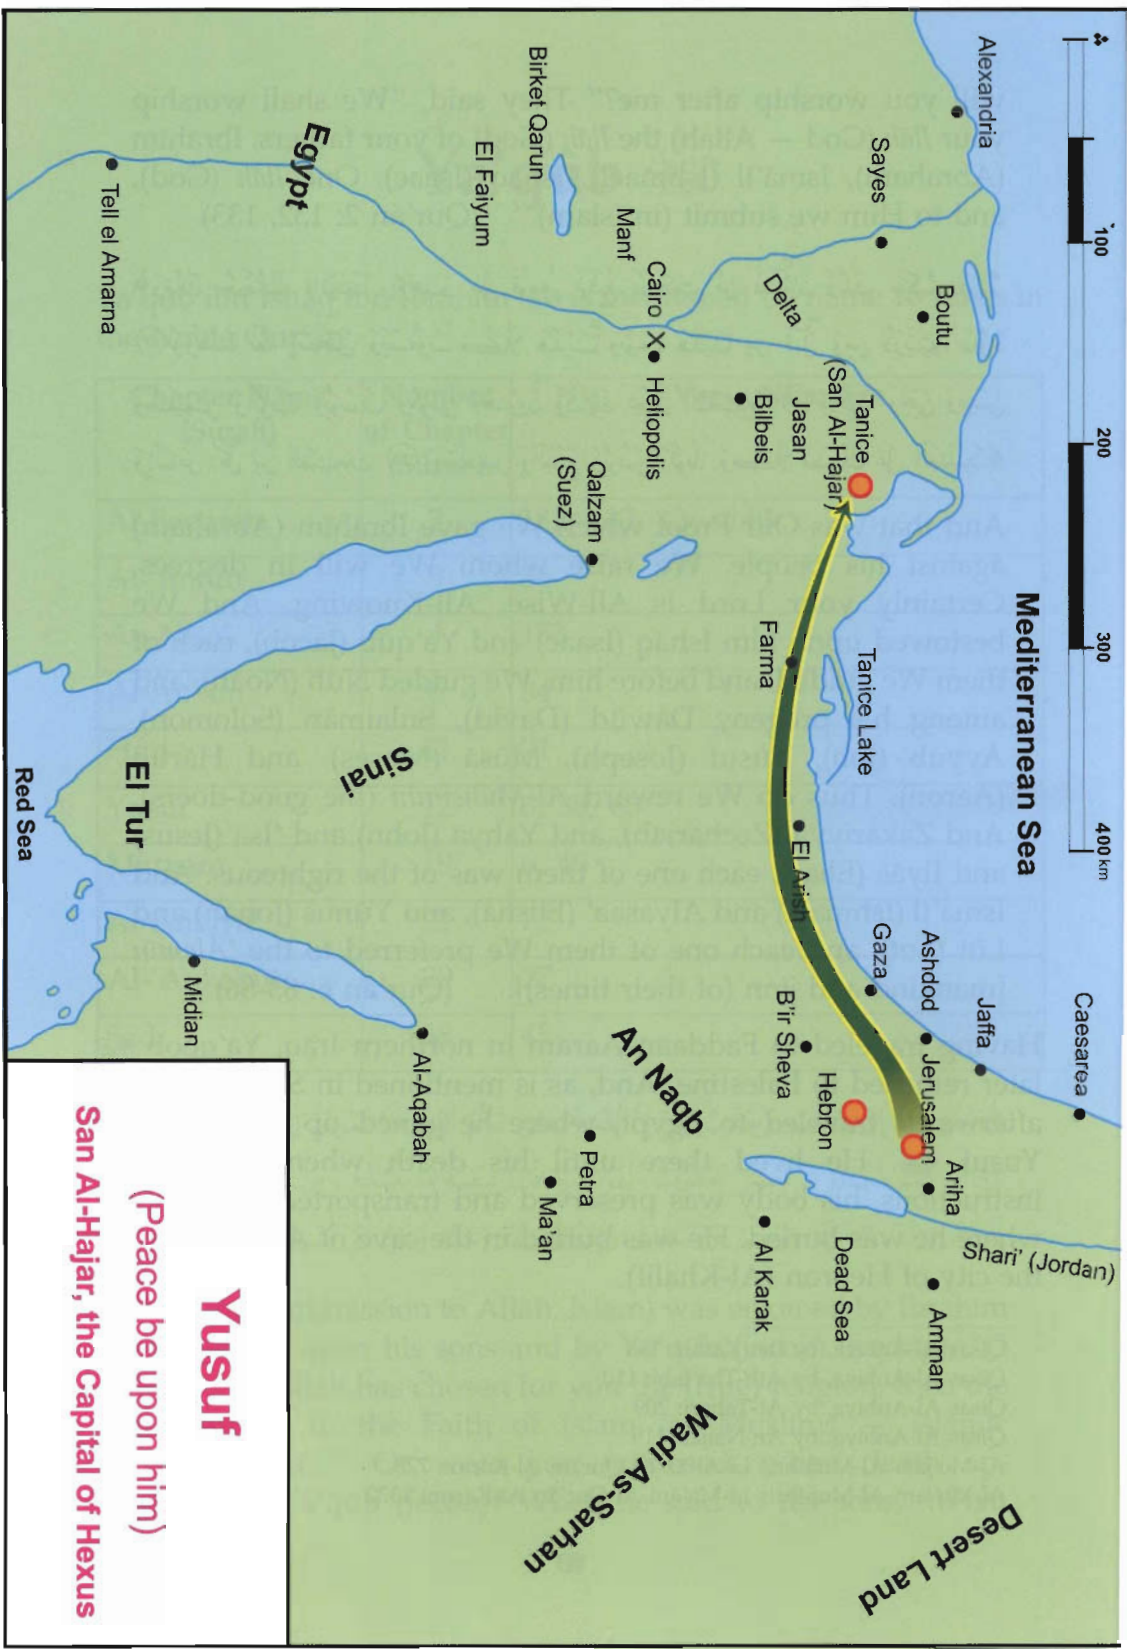 100 200 300 400 km
Caesarea
Mediterranean Sea
Alexandria
Jaffa
Shari' (Jordan)
Boutu
Ashdod
Jerusalem
Ariha
Amman
Desert Land
Sayes
Tanice
(San Al-Hajar)
Tanice Lake
Gaza
Hebron
Dead Sea
Delta
Jasan
El Arish
Bilbeis
Farma
B'ir Sheva
Al Karak
Cairo X
Heliopolis
Manf
An Naqb
Wadi As-Sarhan
Qalzam
(Suez)
Petra
Ma'an
Birket Qarun
El Faiyum
Sinai
Al-Aqabah
Egypt
Tell el Amarna
El Tur
Midian
Red Sea
Yusuf
(Peace be upon him)
San Al-Hajar, the Capital of Hexus